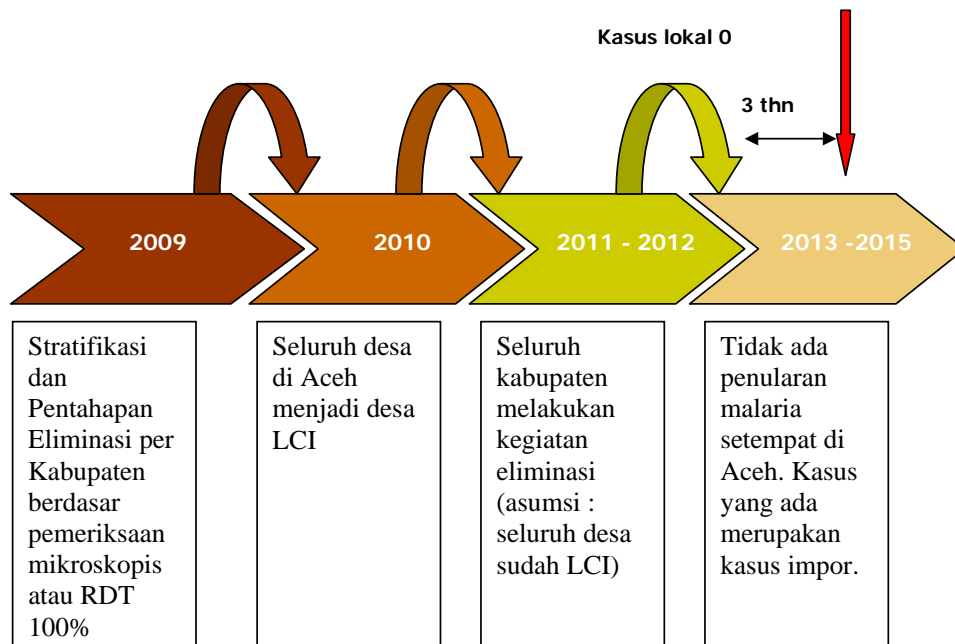 Kasus lokal 0
3 thn
2009
2010
2011 - 2012
2013 -2015
Stratifikasi
dan
Pentahapan
Eliminasi per
Kabupaten
berdasar
pemeriksaan
mikroskopis
atau RDT
100%
Seluruh desa
di Aceh
menjadi desa
LCI
Seluruh
kabupaten
melakukan
kegiatan
eliminasi
(asumsi :
seluruh desa
sudah LCI)
Tidak ada
penularan
malaria
setempat di
Aceh. Kasus
yang ada
merupakan
kasus impor.